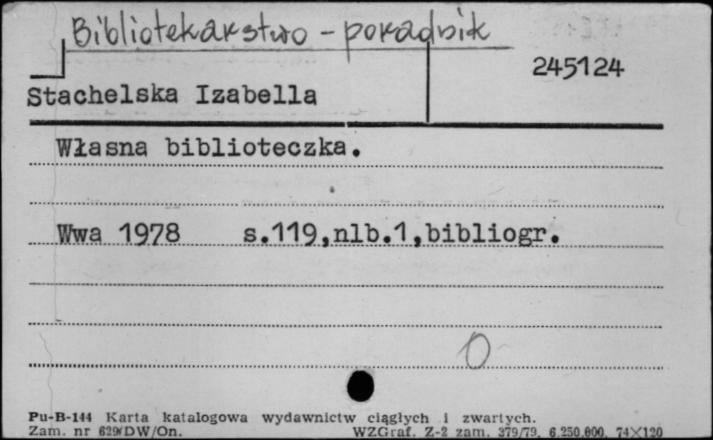 Bibliotekarstwo - poradnik
245124
Stachelska Izabella
Własna biblioteczka.
Wwa 1978 s.119,nlb.1,bibliogr.
0
Pu-B-144 Karta katalogowa wydawnictw ciągłych i zwartych.
Zam. nr 629/DW/On. WZGraf. Z-2 zam. 379/79. 6.250.000. 74X120